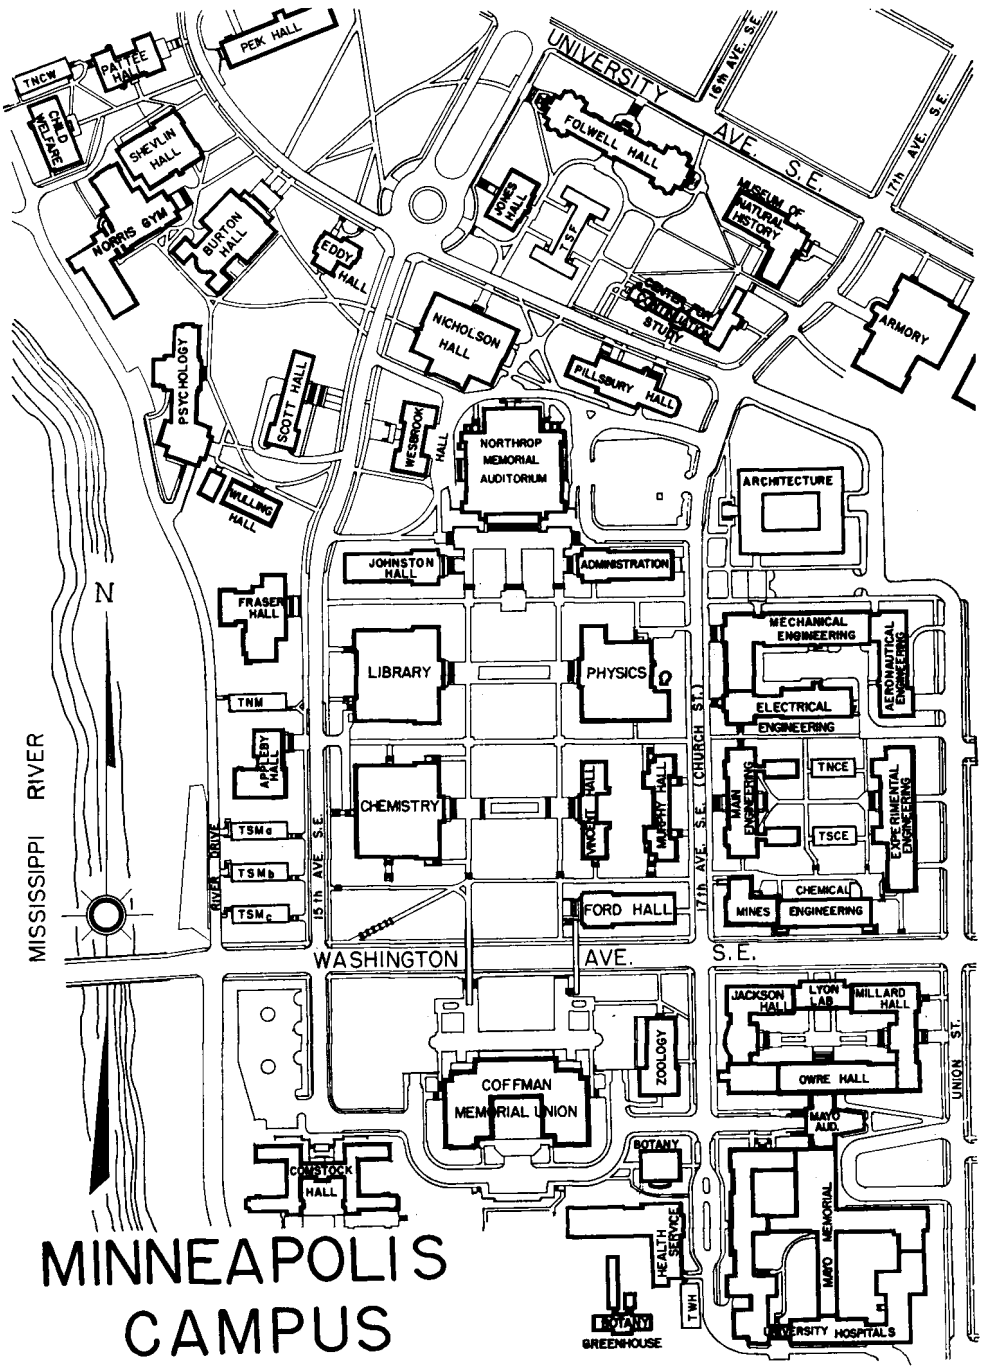 PEIK HALL
PATTEE
HALL
TNCW
CHILD
WELFARE
SHEVLIN
HALL
NORRIS GYM
BURTON
HALL
EDDY
HALL
UNIVERSITY AVE. S.E.
16th AVE. S.E.
17th AVE. S.E.
FOLWELL HALL
JONES
HALL
T S F
MUSEUM OF
NATURAL
HISTORY
CENTER FOR
CONTINUATION
STUDY
ARMORY
NICHOLSON
HALL
PILLSBURY
HALL
PSYCHOLOGY
SCOTT HALL
WESBROOK
HALL
WULLING
HALL
NORTHROP
MEMORIAL
AUDITORIUM
ARCHITECTURE
JOHNSTON
HALL
ADMINISTRATION
N
FRASER
HALL
LIBRARY
PHYSICS
MECHANICAL
ENGINEERING
AERONAUTICAL
ENGINEERING
ELECTRICAL
ENGINEERING
TNM
APPLEBY
HALL
CHEMISTRY
VINCENT HALL
MURPHY HALL
17th AVE. S.E. (CHURCH ST.)
MAIN
ENGINEERING
TNCE
TSCE
EXPERIMENTAL
ENGINEERING
MISSISSIPPI RIVER
RIVER DRIVE
TSMa
TSMb
TSMc
15th AVE S.E.
FORD HALL
MINES
CHEMICAL
ENGINEERING
WASHINGTON AVE. S.E.
JACKSON
HALL
LYON
LAB
MILLARD
HALL
OWRE HALL
UNION ST.
ZOOLOGY
COFFMAN
MEMORIAL UNION
MAYO
AUD.
BOTANY
COMSTOCK
HALL
HEALTH
SERVICE
MAYO MEMORIAL
TWH
BOTANY
GREENHOUSE
UNIVERSITY HOSPITALS
MINNEAPOLIS
CAMPUS